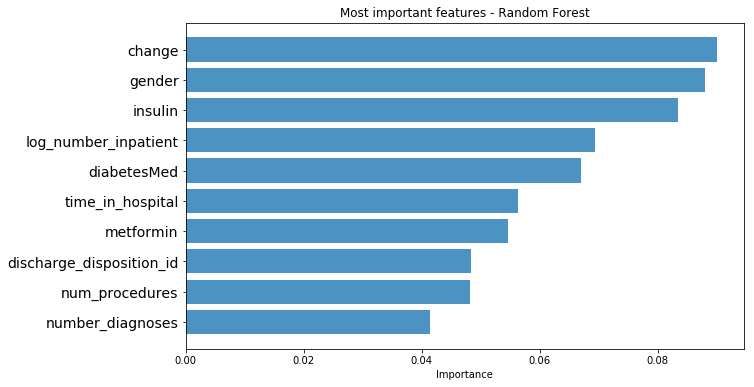 Most important features - Random Forest
change
gender
insulin
log_number_inpatient
diabetesMed
time_in_hospital
metformin
discharge_disposition_id
num_procedures
number_diagnoses
0.00 0.02 0.04 0.06 0.08
Importance